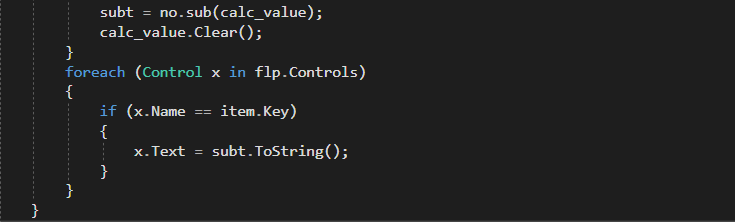 subt = no.sub(calc_value);
calc_value.Clear();
}
foreach (Control x in flp.Controls)
{
if (x.Name == item.Key)
{
x.Text = subt.ToString();
}
}
}